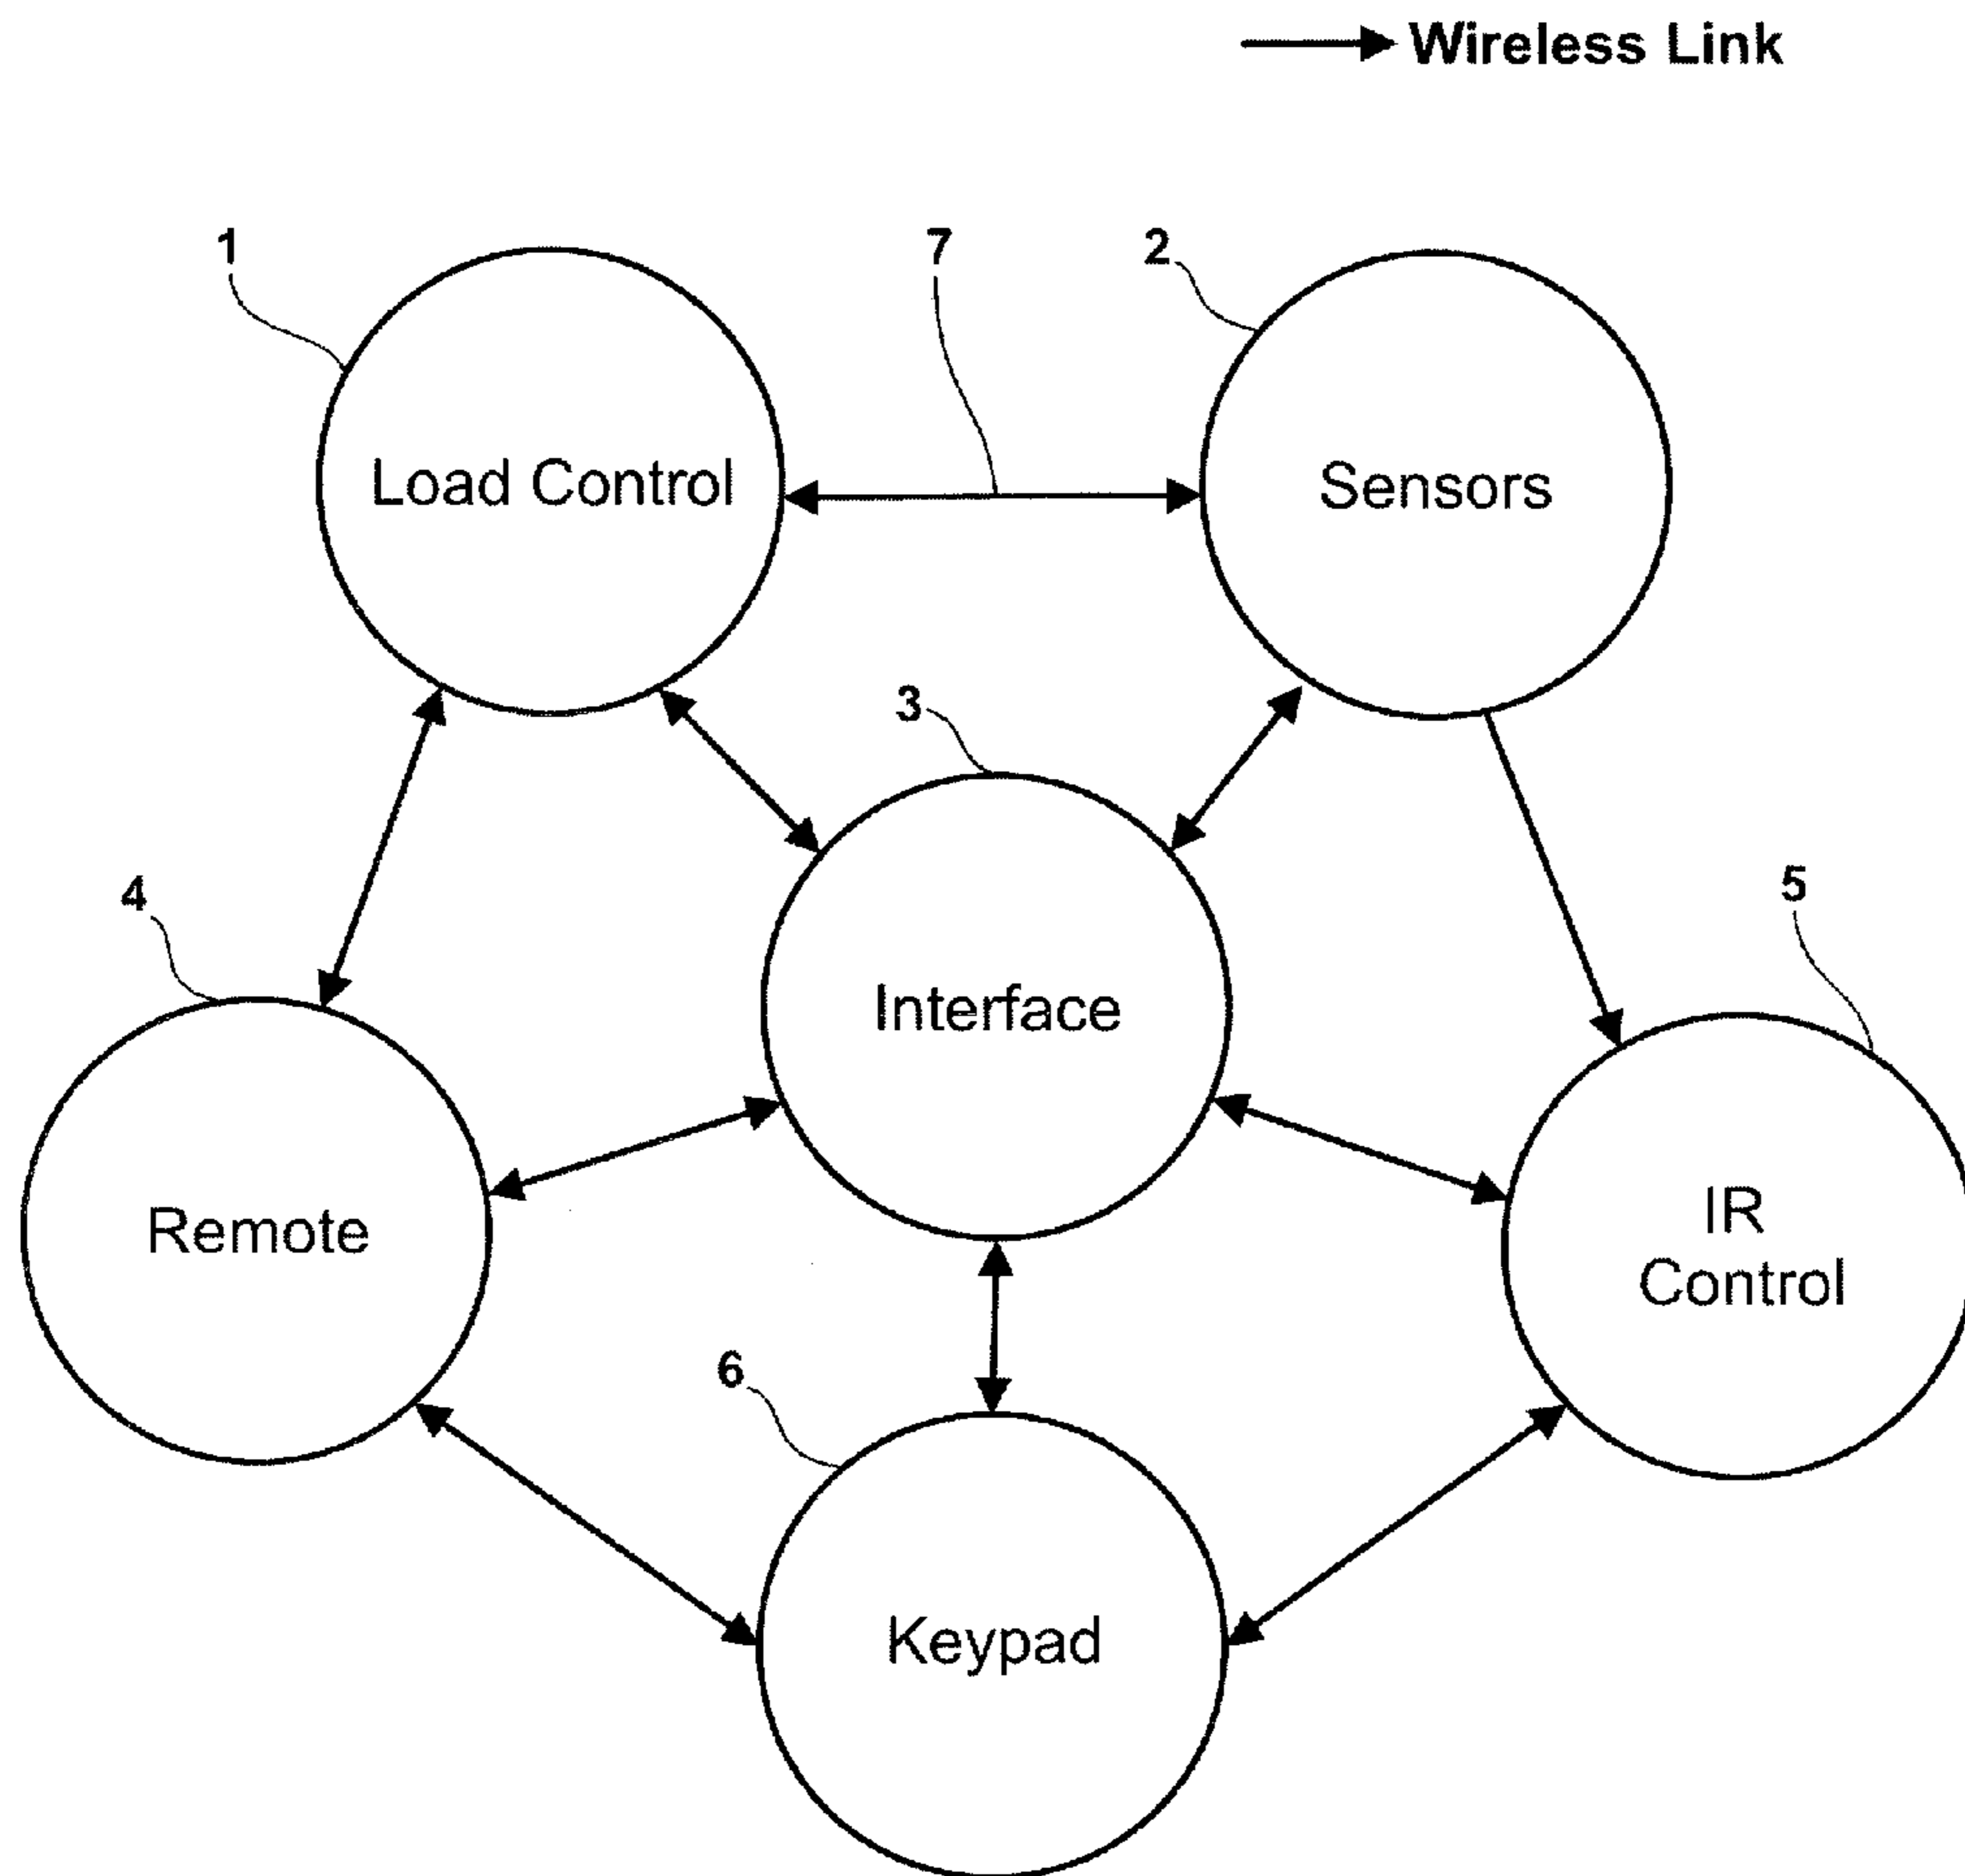 Wireless Link
1
7
2
Load Control
Sensors
3
4
5
Interface
Remote
IR
Control
6
Keypad